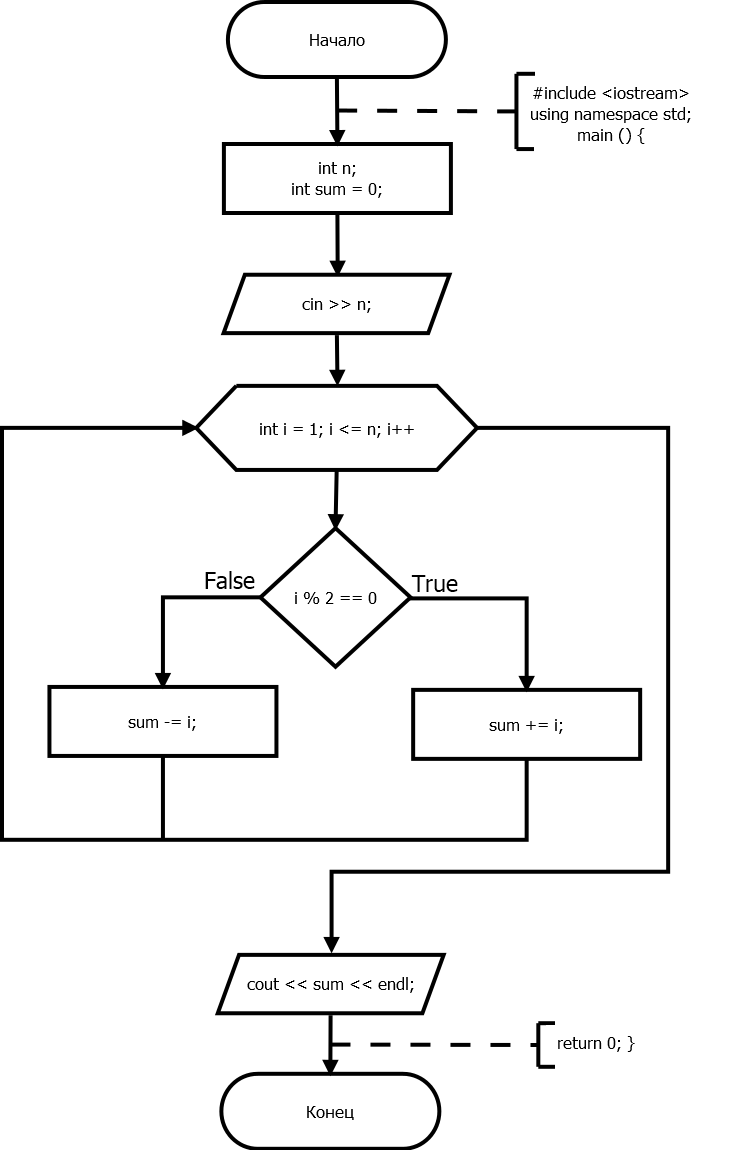 Начало
#include <iostream>
using namespace std;
main () {
int n;
int sum = 0;
cin >> n;
int i = 1; i <= n; i++
False
True
i % 2 == 0
sum -= i;
sum += i;
cout << sum << endl;
return 0; }
Конец